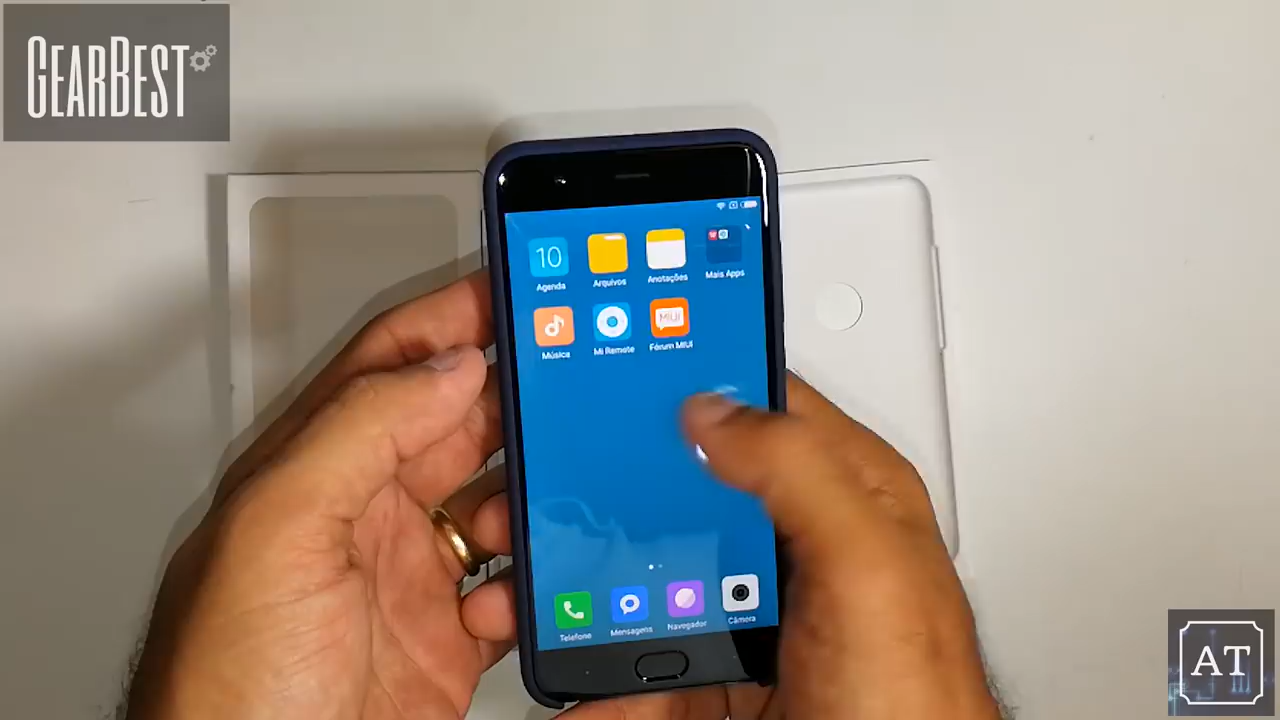 GEARBEST
10
Agenda
Arquivos
Anotações
Mais Apps
MIUI
Música
Mi Remote
Fórum MIUI
Telefone
Mensagens
Navegador
Câmera
AT